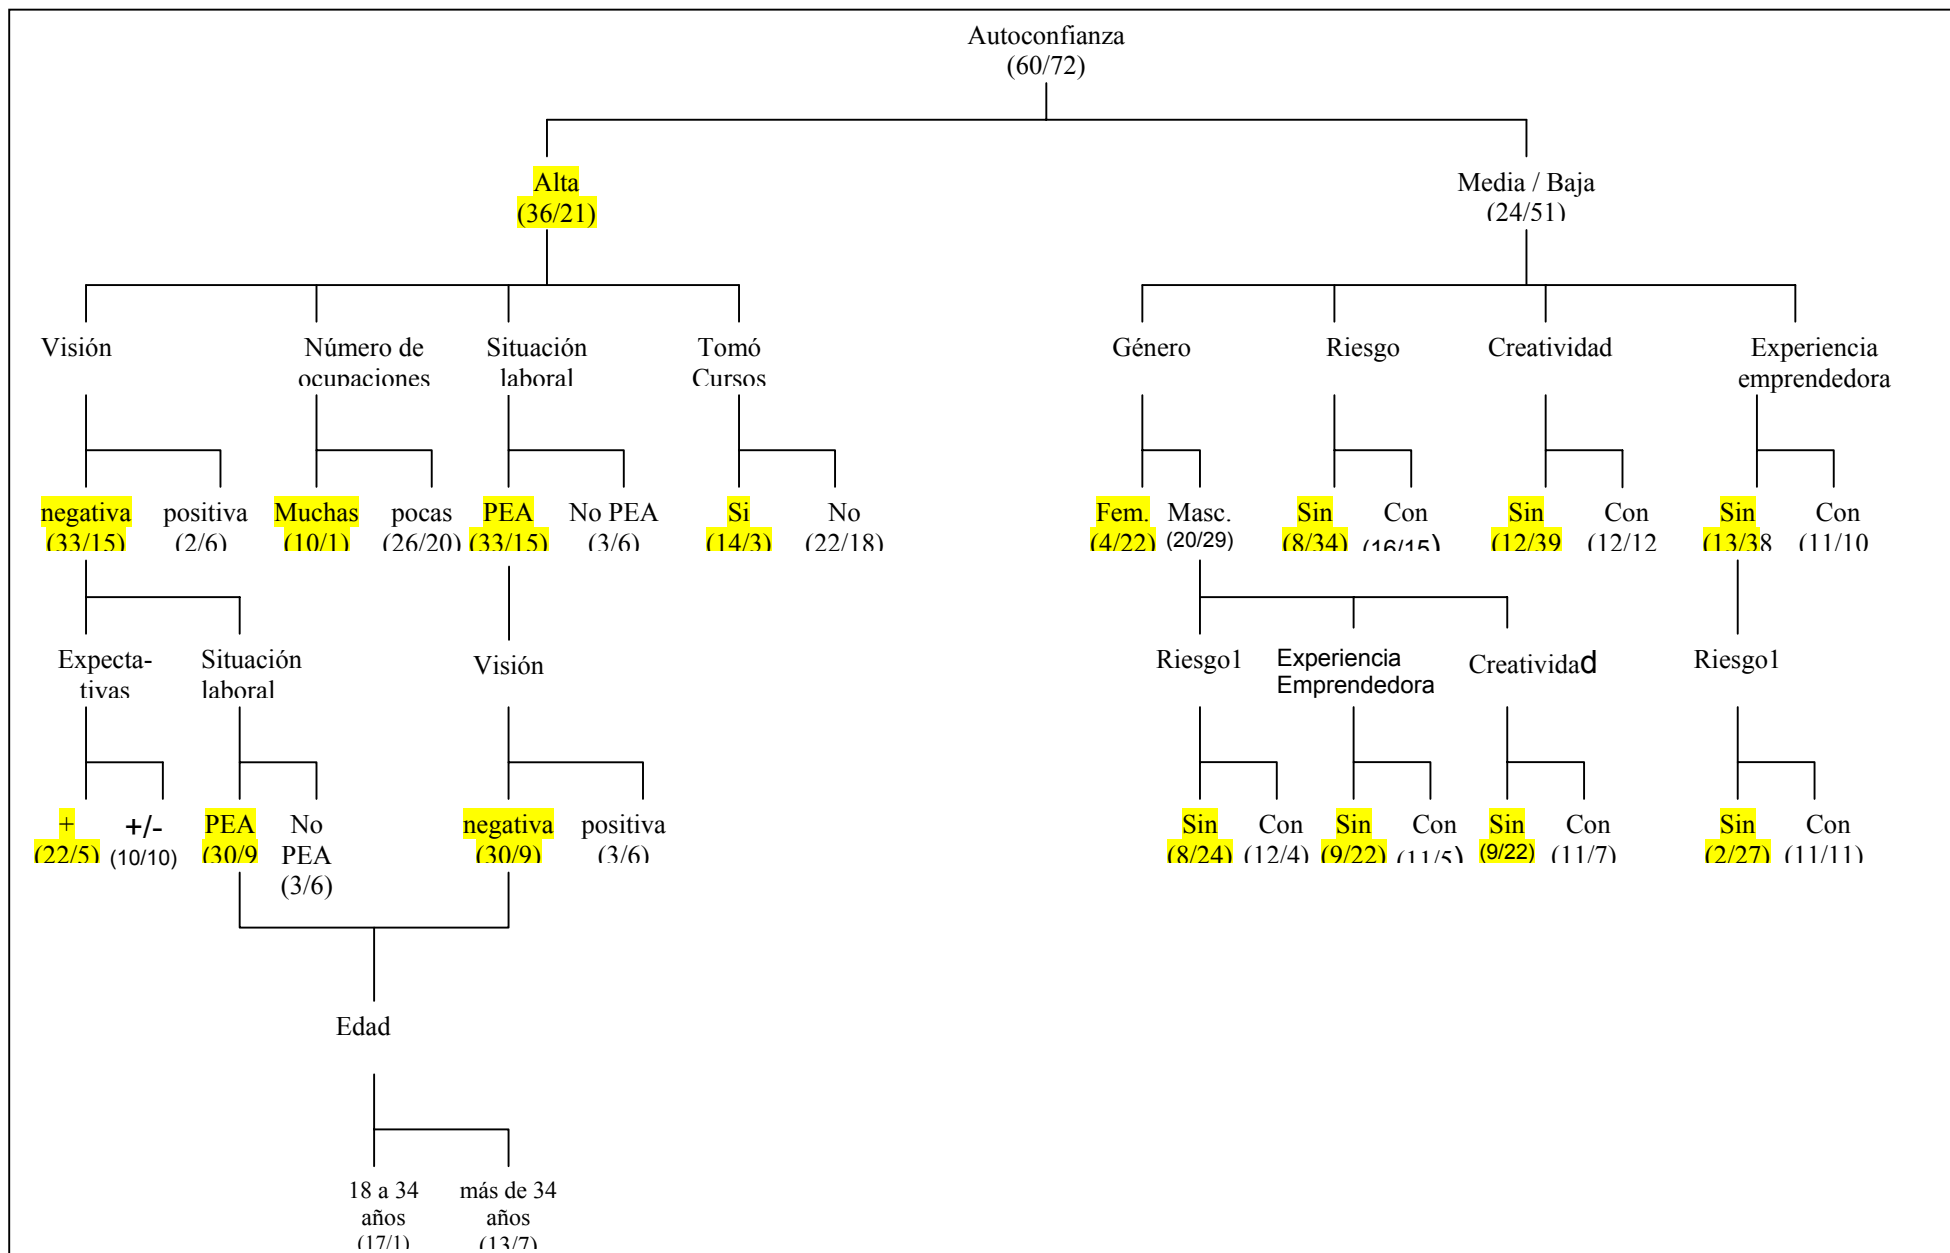 Autoconfianza
(60/72)
Alta
(36/21)
Media / Baja
(24/51)
Visión
Número de
ocupaciones
Situación
laboral
Tomó
Cursos
Género
Riesgo
Creatividad
Experiencia
emprendedora
negativa
(33/15)
positiva
(2/6)
Muchas
(10/1)
pocas
(26/20)
PEA
(33/15)
No PEA
(3/6)
Si
(14/3)
No
(22/18)
Fem.
(4/22)
Masc.
(20/29)
Sin
(8/34)
Con
(16/15)
Sin
(12/39
Con
(12/12
Sin
(13/38
Con
(11/10
Expecta-
tivas
Situación
laboral
Visión
Riesgo1
Experiencia
Emprendedora
Creatividad
Riesgo1
+
(22/5)
+/-
(10/10)
PEA
(30/9
No
PEA
(3/6)
negativa
(30/9)
positiva
(3/6)
Sin
(8/24)
Con
(12/4)
Sin
(9/22)
Con
(11/5)
Sin
(9/22)
Con
(11/7)
Sin
(2/27)
Con
(11/11)
Edad
18 a 34
años
(17/1)
más de 34
años
(13/7)